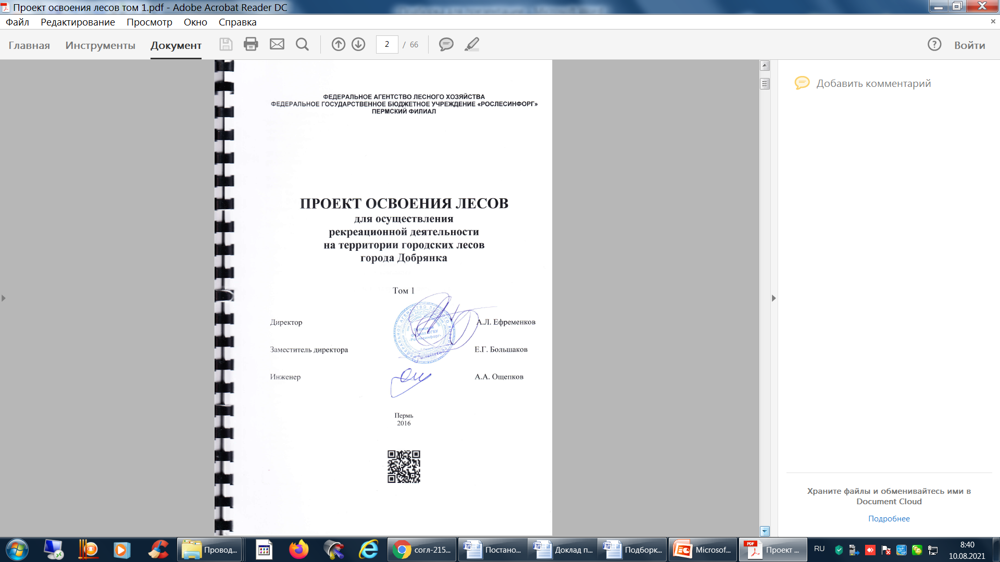 Проект освоения лесов том 1.pdf - Adobe Acrobat Reader DC
Файл Редактирование Просмотр Окно Справка
Главная Инструменты Документ 2 / 66 Войти
Добавить комментарий
ФЕДЕРАЛЬНОЕ АГЕНТСТВО ЛЕСНОГО ХОЗЯЙСТВА
ФЕДЕРАЛЬНОЕ ГОСУДАРСТВЕННОЕ БЮДЖЕТНОЕ УЧРЕЖДЕНИЕ «РОСЛЕСИНФОРГ»
ПЕРМСКИЙ ФИЛИАЛ
ПРОЕКТ ОСВОЕНИЯ ЛЕСОВ
для осуществления
рекреационной деятельности
на территории городских лесов
города Добрянка
Том 1
Директор А.Л. Ефременков
Заместитель директора Е.Г. Большаков
Инженер А.А. Ощепков
Пермь
2016
Храните файлы и обменивайтесь ими в
Document Cloud
Подробнее
Провод... согл-215... Постано... Доклад п... Подборк... Microsof... Проект ... RU 8:40
10.08.2021